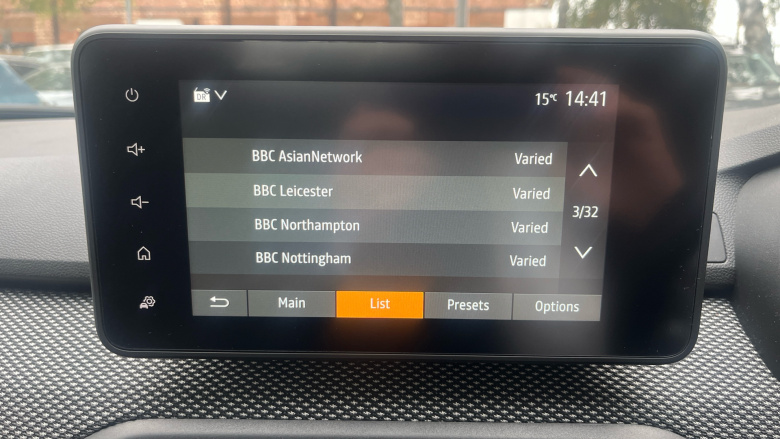 DR
15°C 14:41
BBC AsianNetwork Varied
BBC Leicester Varied
BBC Northampton Varied
3/32
BBC Nottingham Varied
Main List Presets Options